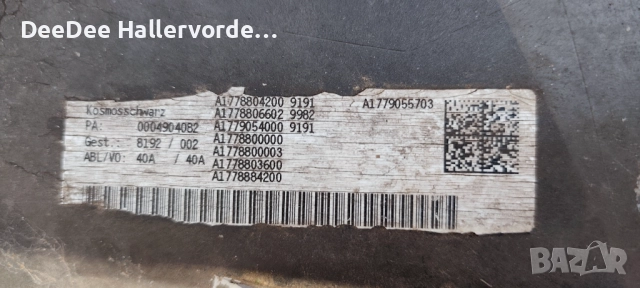 DeeDee Hallervorde...
Kosmosschwarz
PA: 0004904082
Gest.: 8192 / 002
ABL/VO: 40A / 40A
A1778804200 9191
A1778806602 9982
A1779054000 9191
A1778800000
A1778800003
A1778803600
A1778884200
A1779055703
BAZAR